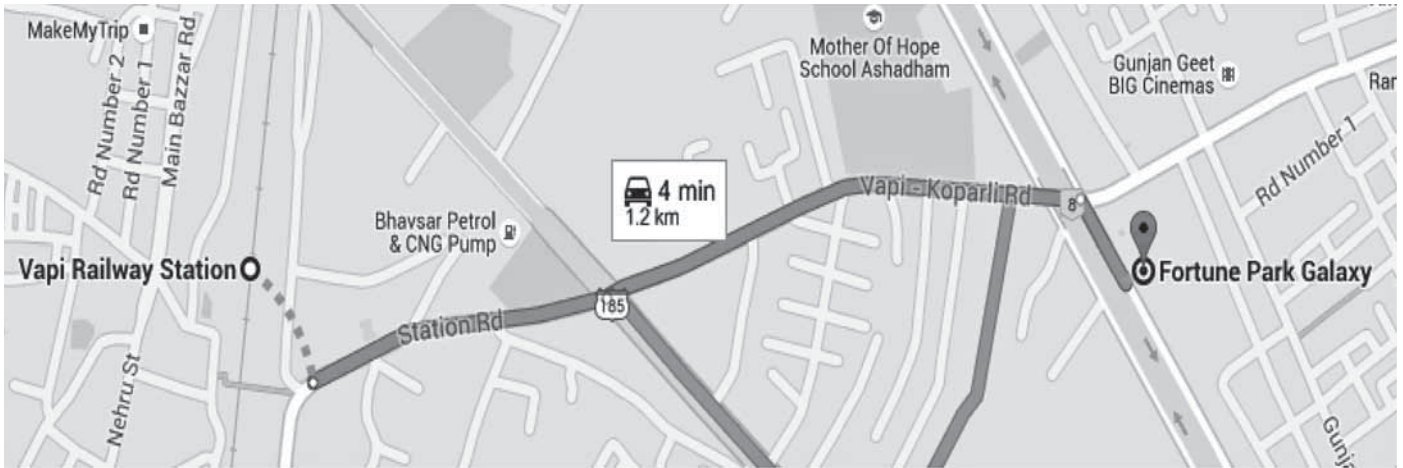 MakeMyTrip
Rd Number 2
Rd Number 1
Main Bazzar Rd
Mother Of Hope
School Ashadham
Gunjan Geet
BIG Cinemas
Rd Number 1
4 min
1.2 km
Vapi - Koparli Rd
8
Bhavsar Petrol
& CNG Pump
Vapi Railway Station
Fortune Park Galaxy
185
Station Rd
Nehru St